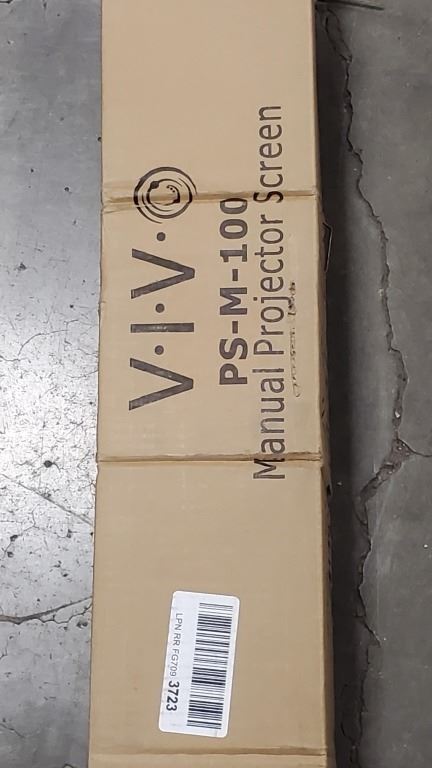 V·I·V·O
PS-M-100
Manual Projector Screen
LPN RR FG709 3723